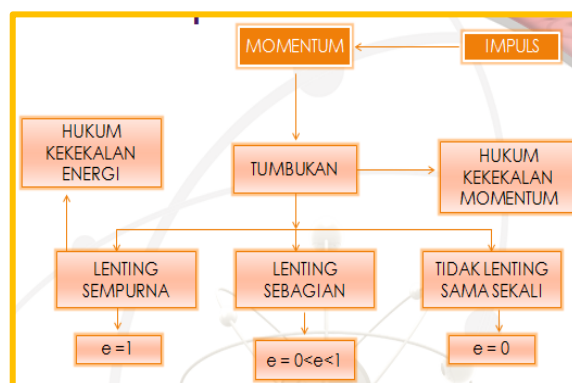 MOMENTUM
IMPULS
HUKUM
KEKEKALAN
ENERGI
TUMBUKAN
HUKUM
KEKEKALAN
MOMENTUM
LENTING
SEMPURNA
LENTING
SEBAGIAN
TIDAK LENTING
SAMA SEKALI
e =1
e = 0<e<1
e = 0